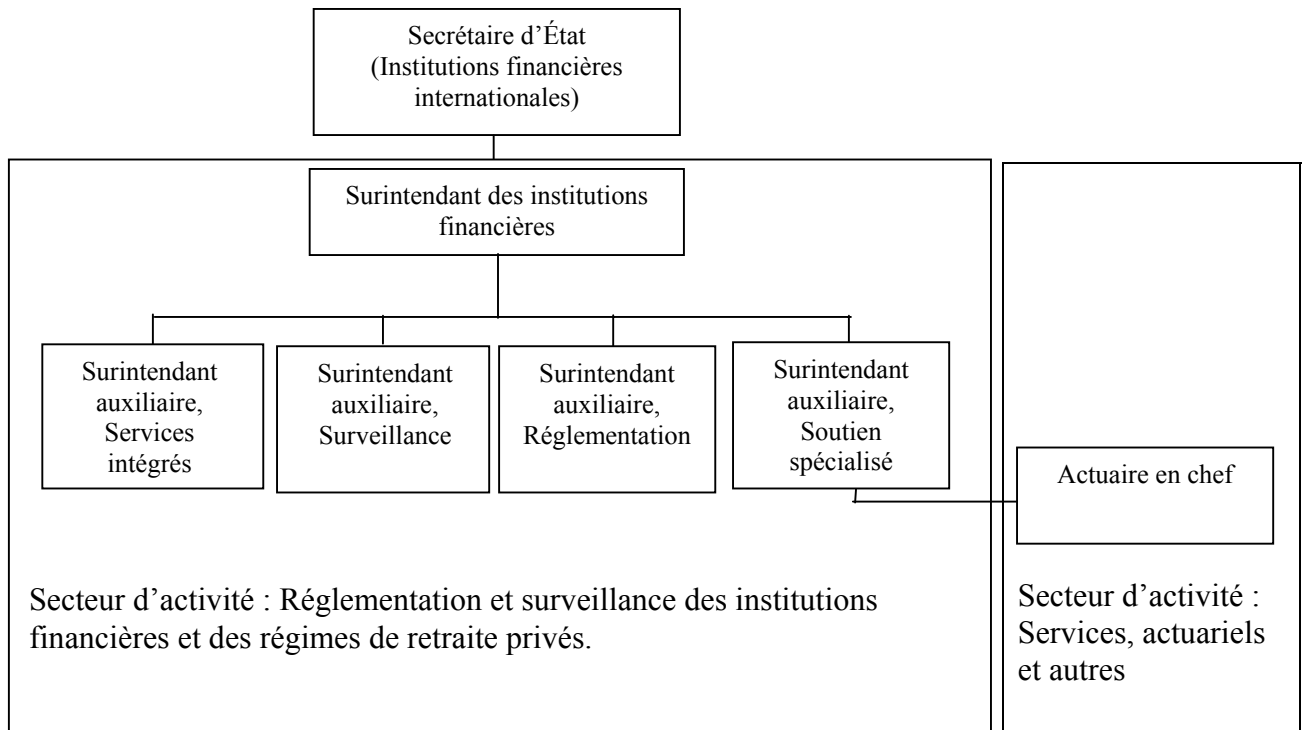 Secrétaire d’État
(Institutions financières
internationales)
Surintendant des institutions
financières
Surintendant
auxiliaire,
Services
intégrés
Surintendant
auxiliaire,
Surveillance
Surintendant
auxiliaire,
Réglementation
Surintendant
auxiliaire,
Soutien
spécialisé
Actuaire en chef
Secteur d’activité : Réglementation et surveillance des institutions
financières et des régimes de retraite privés.
Secteur d’activité :
Services, actuariels
et autres